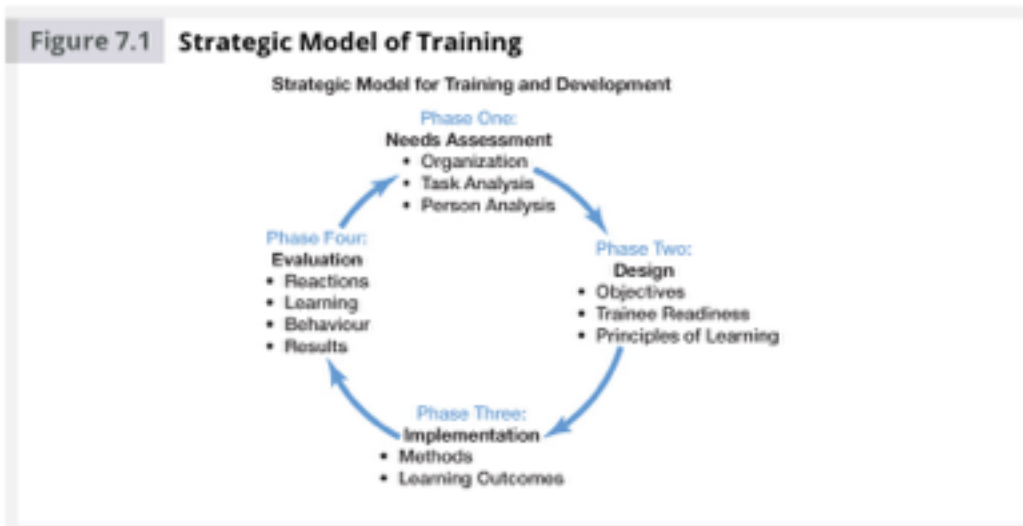 Figure 7.1 Strategic Model of Training
Strategic Model for Training and Development
Phase One:
Needs Assessment
• Organization
• Task Analysis
• Person Analysis
Phase Two:
Design
• Objectives
• Trainee Readiness
• Principles of Learning
Phase Three:
Implementation
• Methods
• Learning Outcomes
Phase Four:
Evaluation
• Reactions
• Learning
• Behaviour
• Results